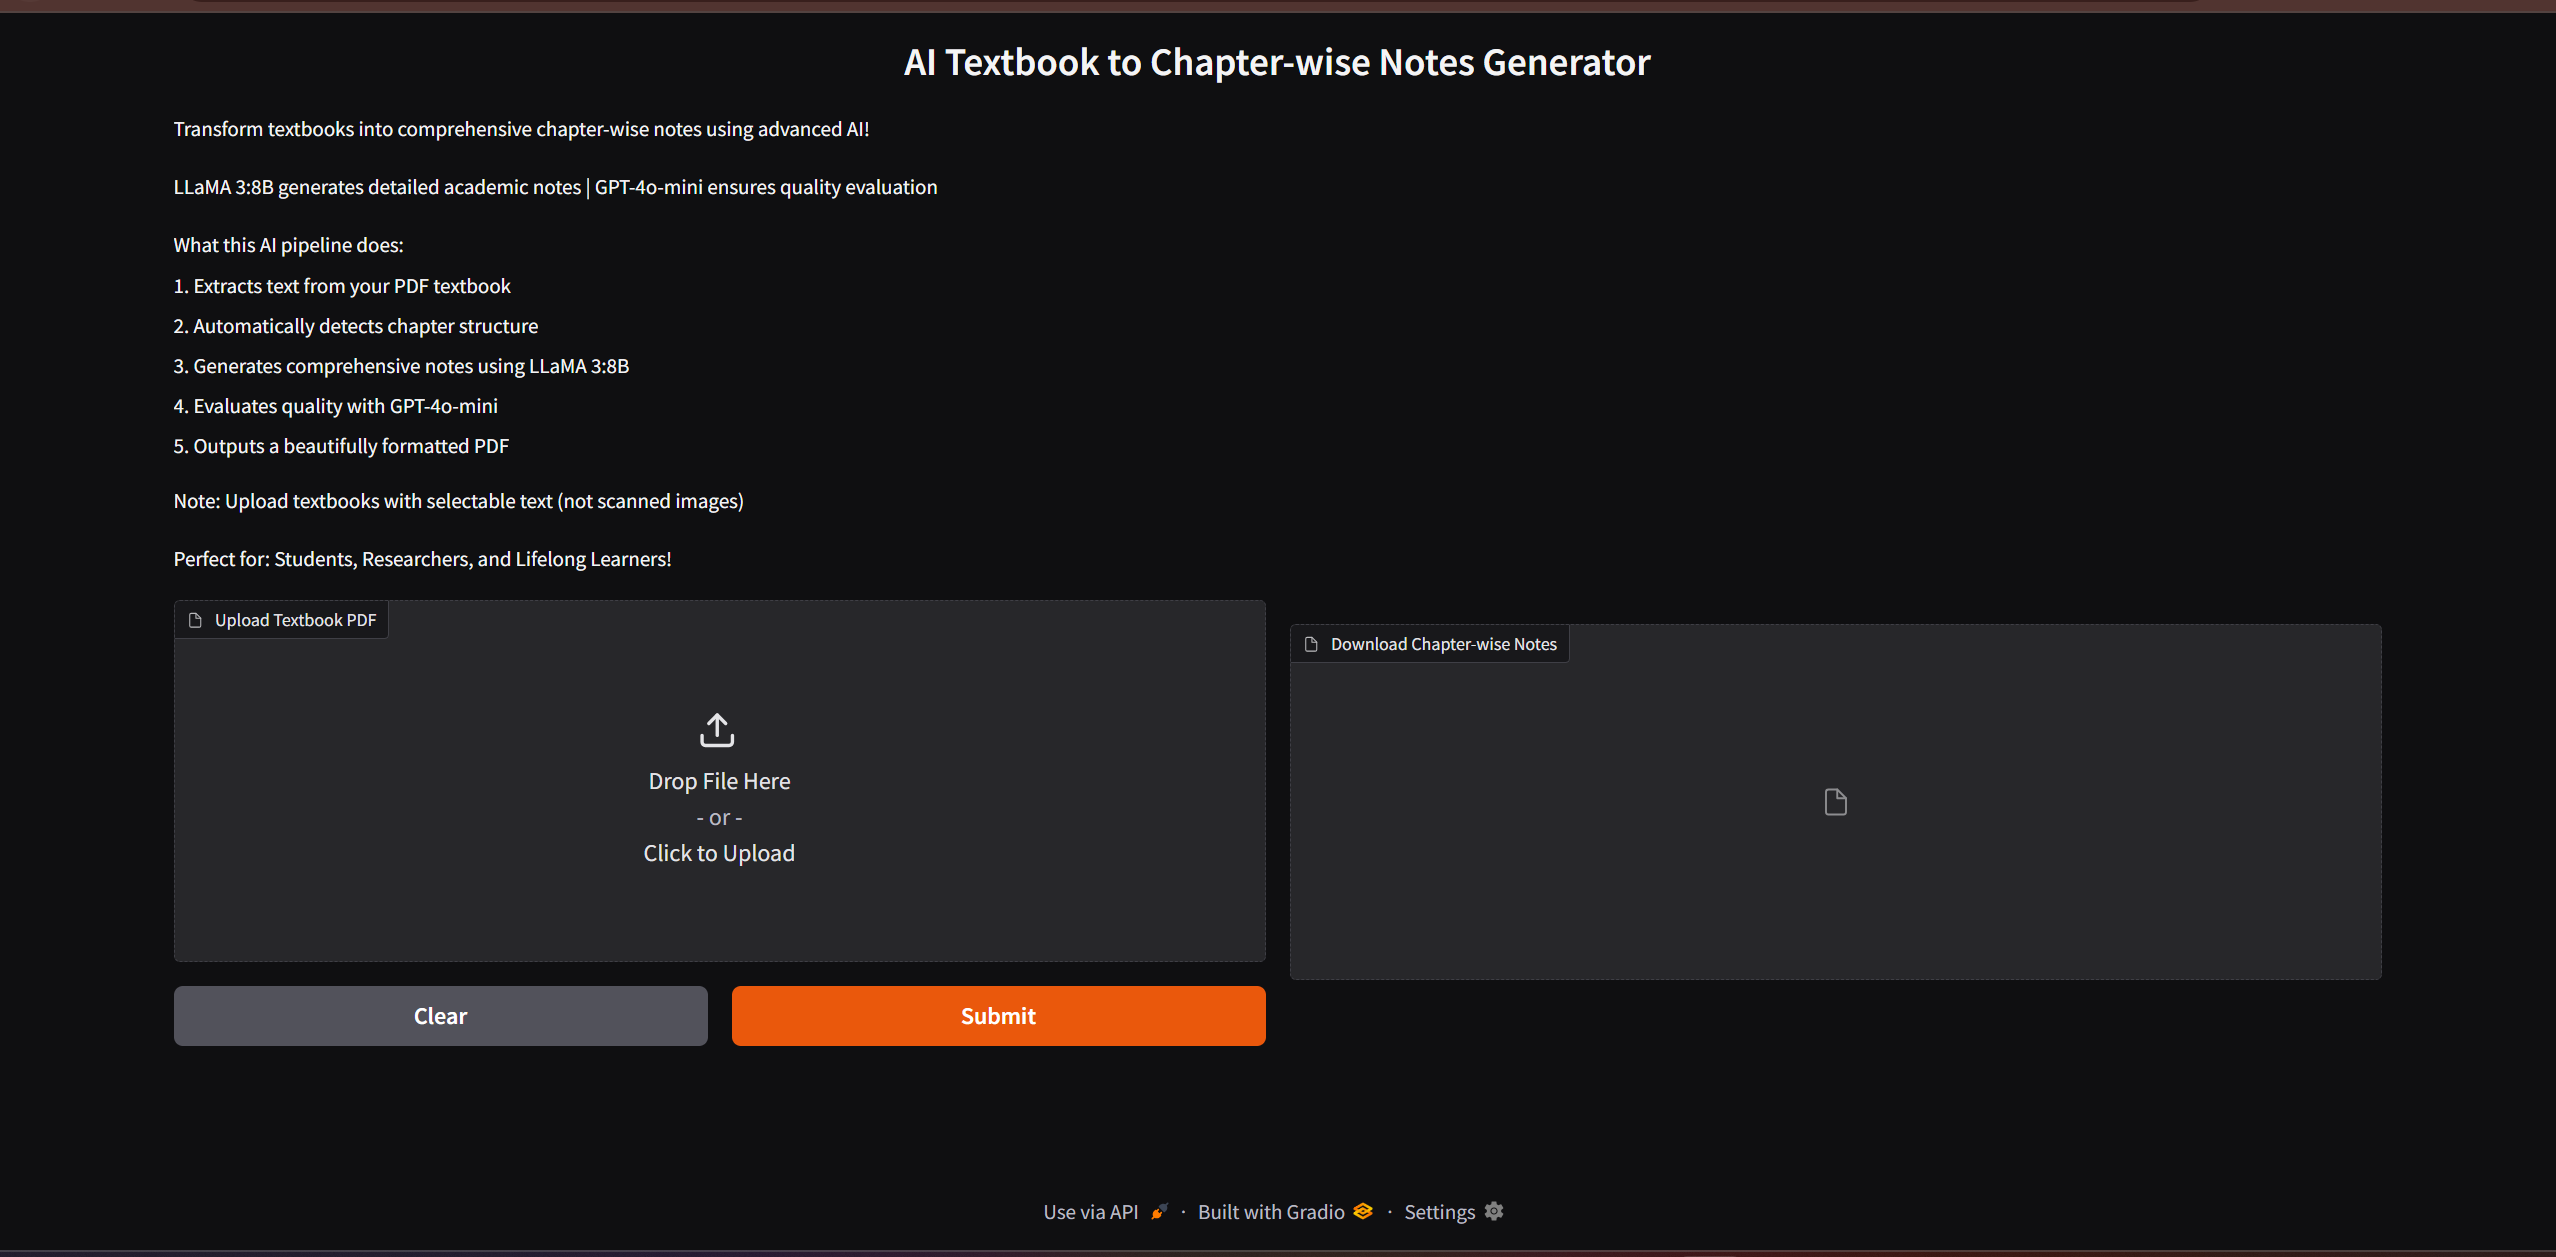 AI Textbook to Chapter-wise Notes Generator
Transform textbooks into comprehensive chapter-wise notes using advanced AI!
LLaMA 3:8B generates detailed academic notes | GPT-4o-mini ensures quality evaluation
What this AI pipeline does:
1. Extracts text from your PDF textbook
2. Automatically detects chapter structure
3. Generates comprehensive notes using LLaMA 3:8B
4. Evaluates quality with GPT-4o-mini
5. Outputs a beautifully formatted PDF
Note: Upload textbooks with selectable text (not scanned images)
Perfect for: Students, Researchers, and Lifelong Learners!
Upload Textbook PDF
Drop File Here
- or -
Click to Upload
Download Chapter-wise Notes
Clear
Submit
Use via API · Built with Gradio · Settings